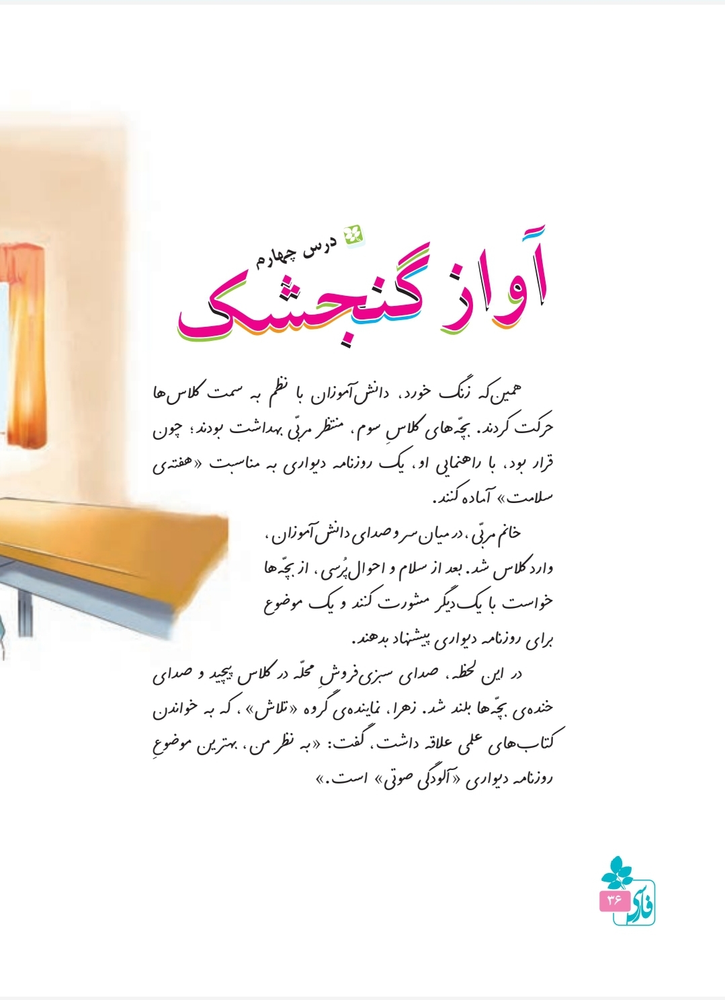 درس چهارم
آواز گنجشک
همین‌که زنگ خورد، دانش‌آموزان با نظم به سمت کلاس‌ها
حرکت کردند. بچّه‌های کلاسِ سوم، منتظر مربّی بهداشت بودند؛ چون
قرار بود، با راهنمایی او، یک روزنامه دیواری به مناسبت «هفته‌ی
سلامت» آماده کنند.
خانم مربّی، در میان سر و صدای دانش‌آموزان،
وارد کلاس شد. بعد از سلام و احوال‌پُرسی، از بچّه‌ها
خواست با یک‌دیگر مشورت کنند و یک موضوع
برای روزنامه دیواری پیشنهاد بدهند.
در این لحظه، صدای سبزی‌فروشِ محلّه در کلاس پیچید و صدای
خنده‌ی بچّه‌ها بلند شد. زهرا، نماینده‌ی گروه «تلاش»، که به خواندن
کتاب‌های علمی علاقه داشت، گفت: «به نظر من، بهترین موضوعِ
روزنامه دیواری «آلودگی صوتی» است.»
فارسی
۳۶